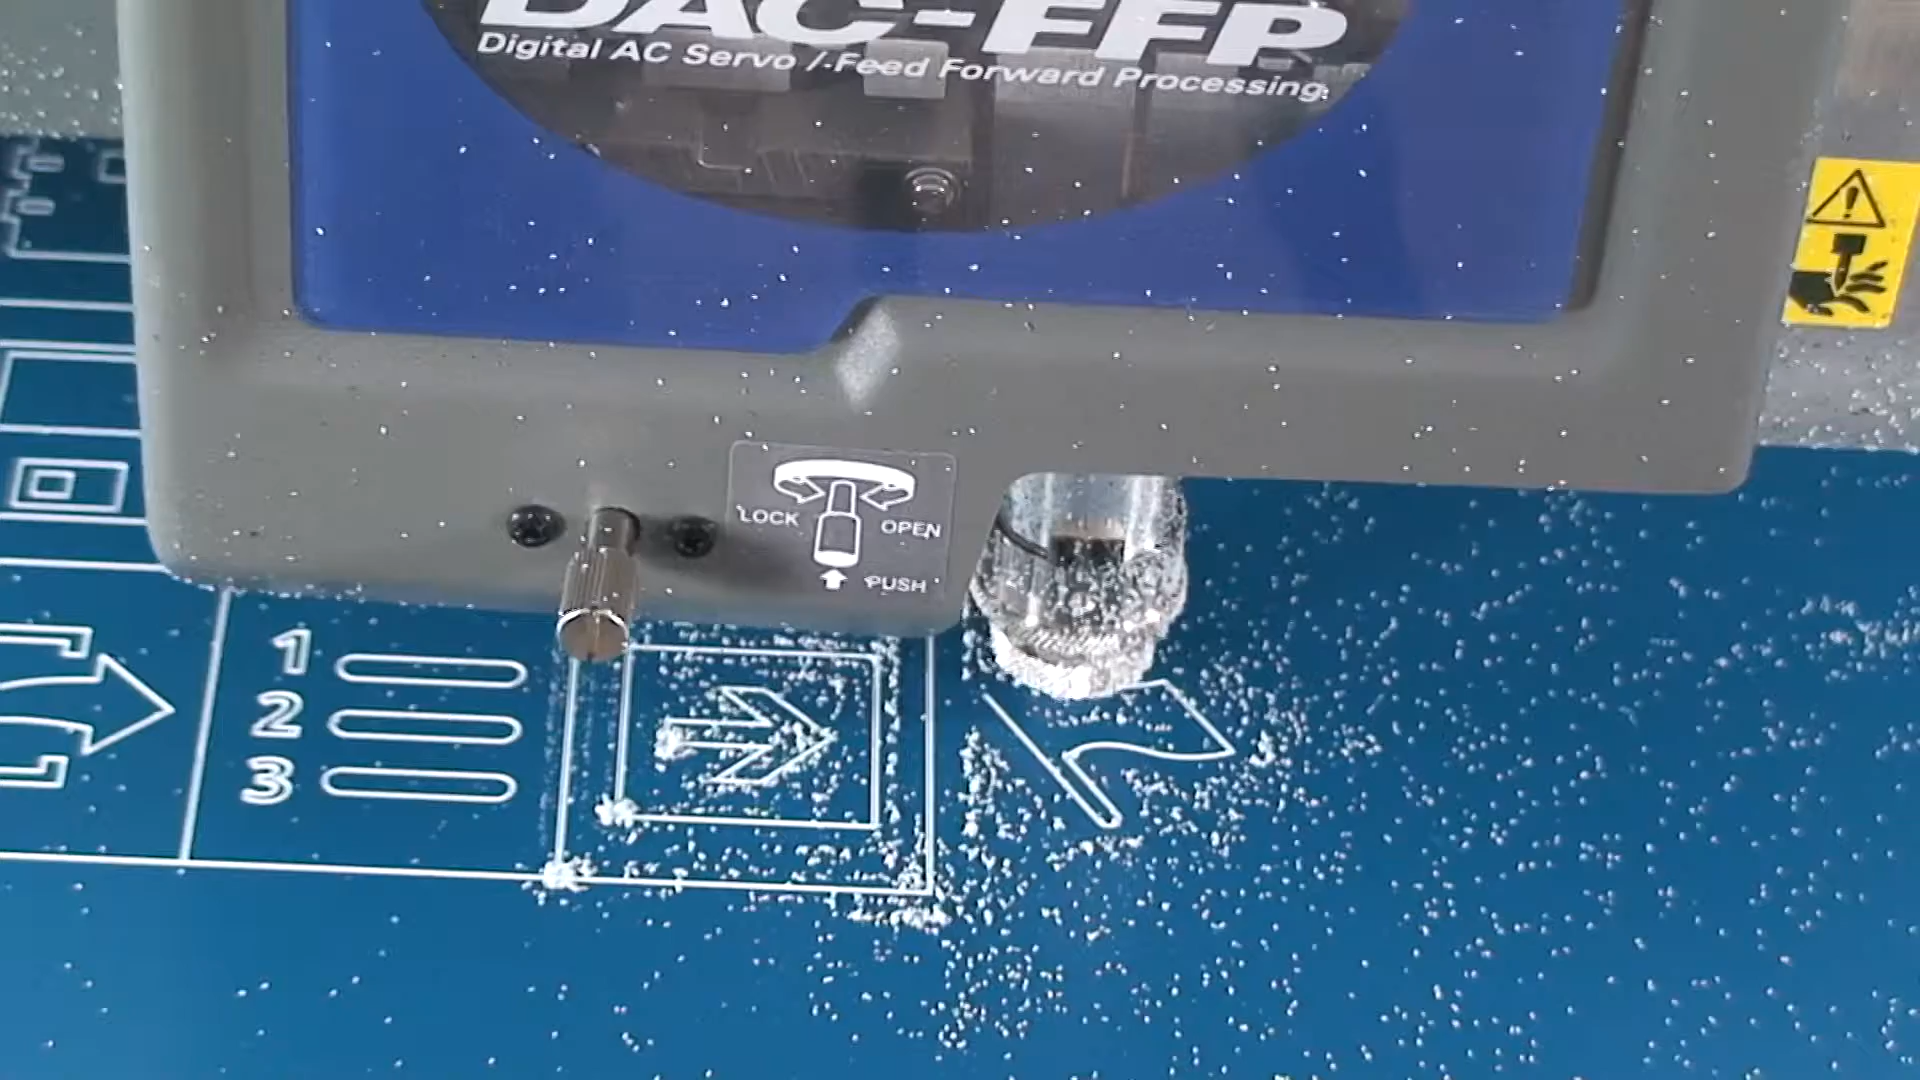 DAC-FFP
Digital AC Servo / Feed Forward Processing
LOCK
OPEN
PUSH
1
2
3